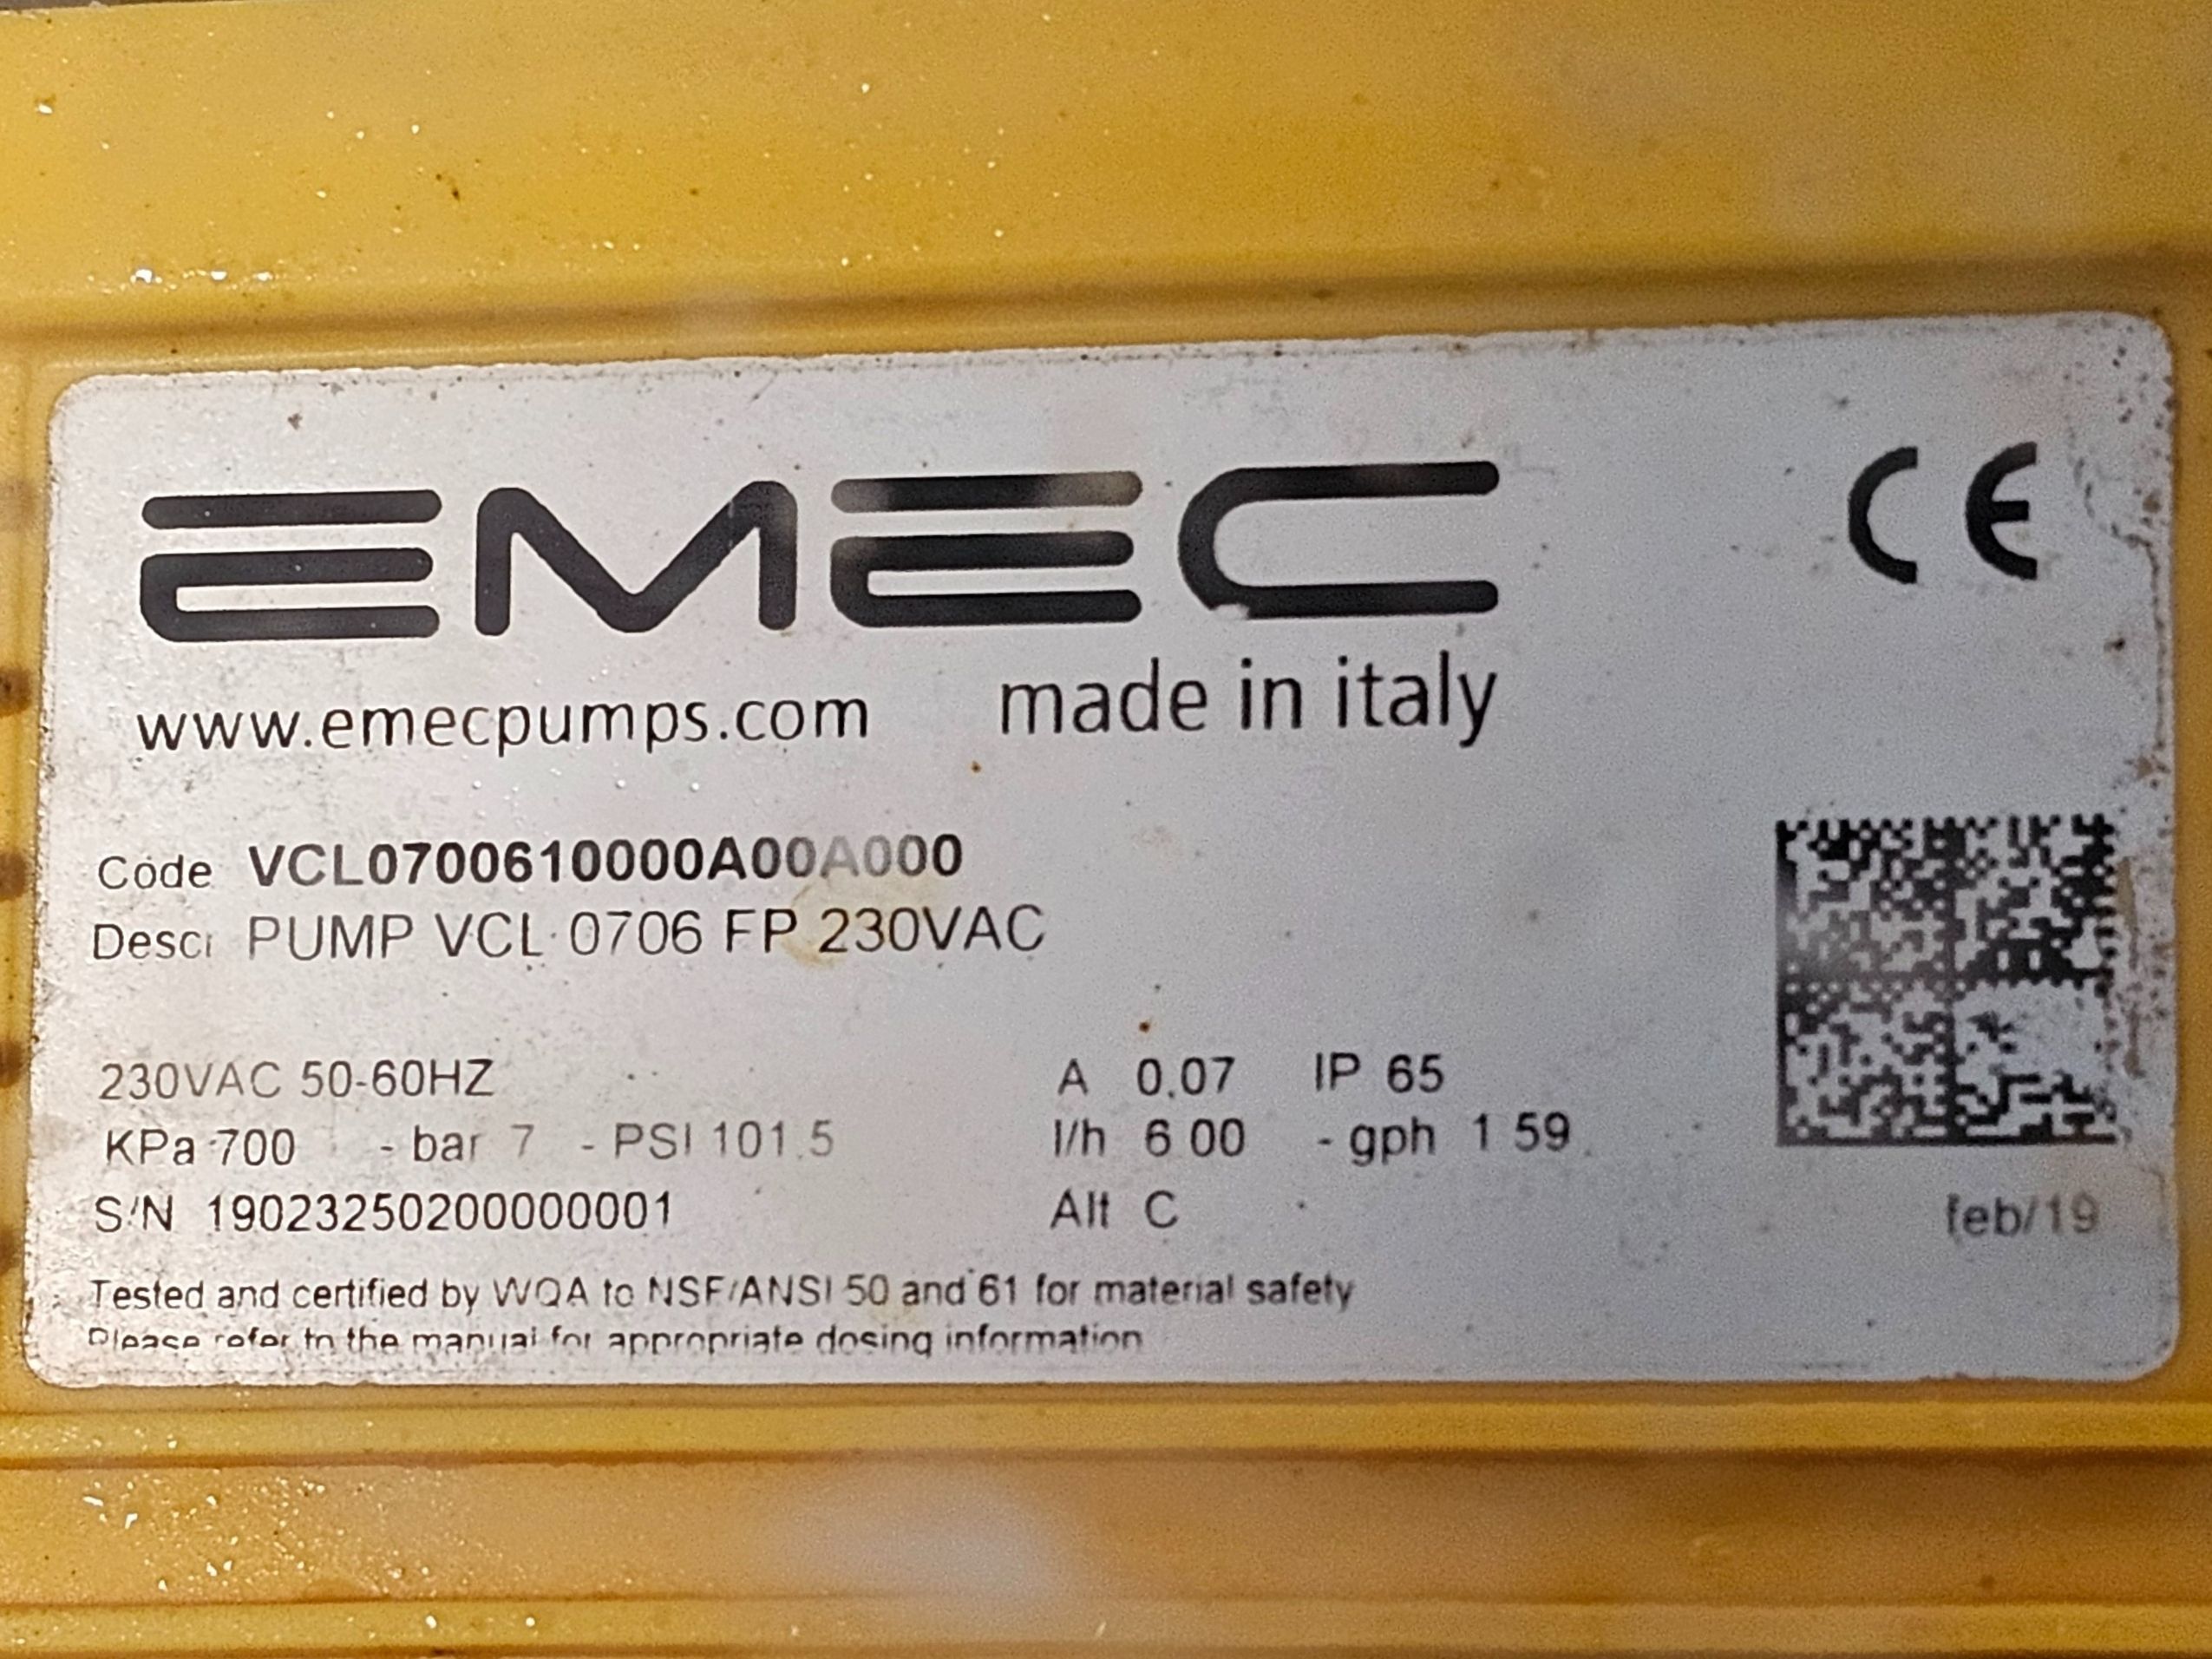 EMEC
CE
www.emecpumps.com made in italy
Code VCL0700610000A00A000
Descr PUMP VCL 0706 FP 230VAC
230VAC 50-60HZ A 0.07 IP 65
KPa 700 - bar 7 - PSI 101.5 l/h 6.00 - gph 1.59
S/N 19023250200000001 Alt C feb/19
Tested and certified by WQA to NSF/ANSI 50 and 61 for material safety
Please refer to the manual for appropriate dosing information